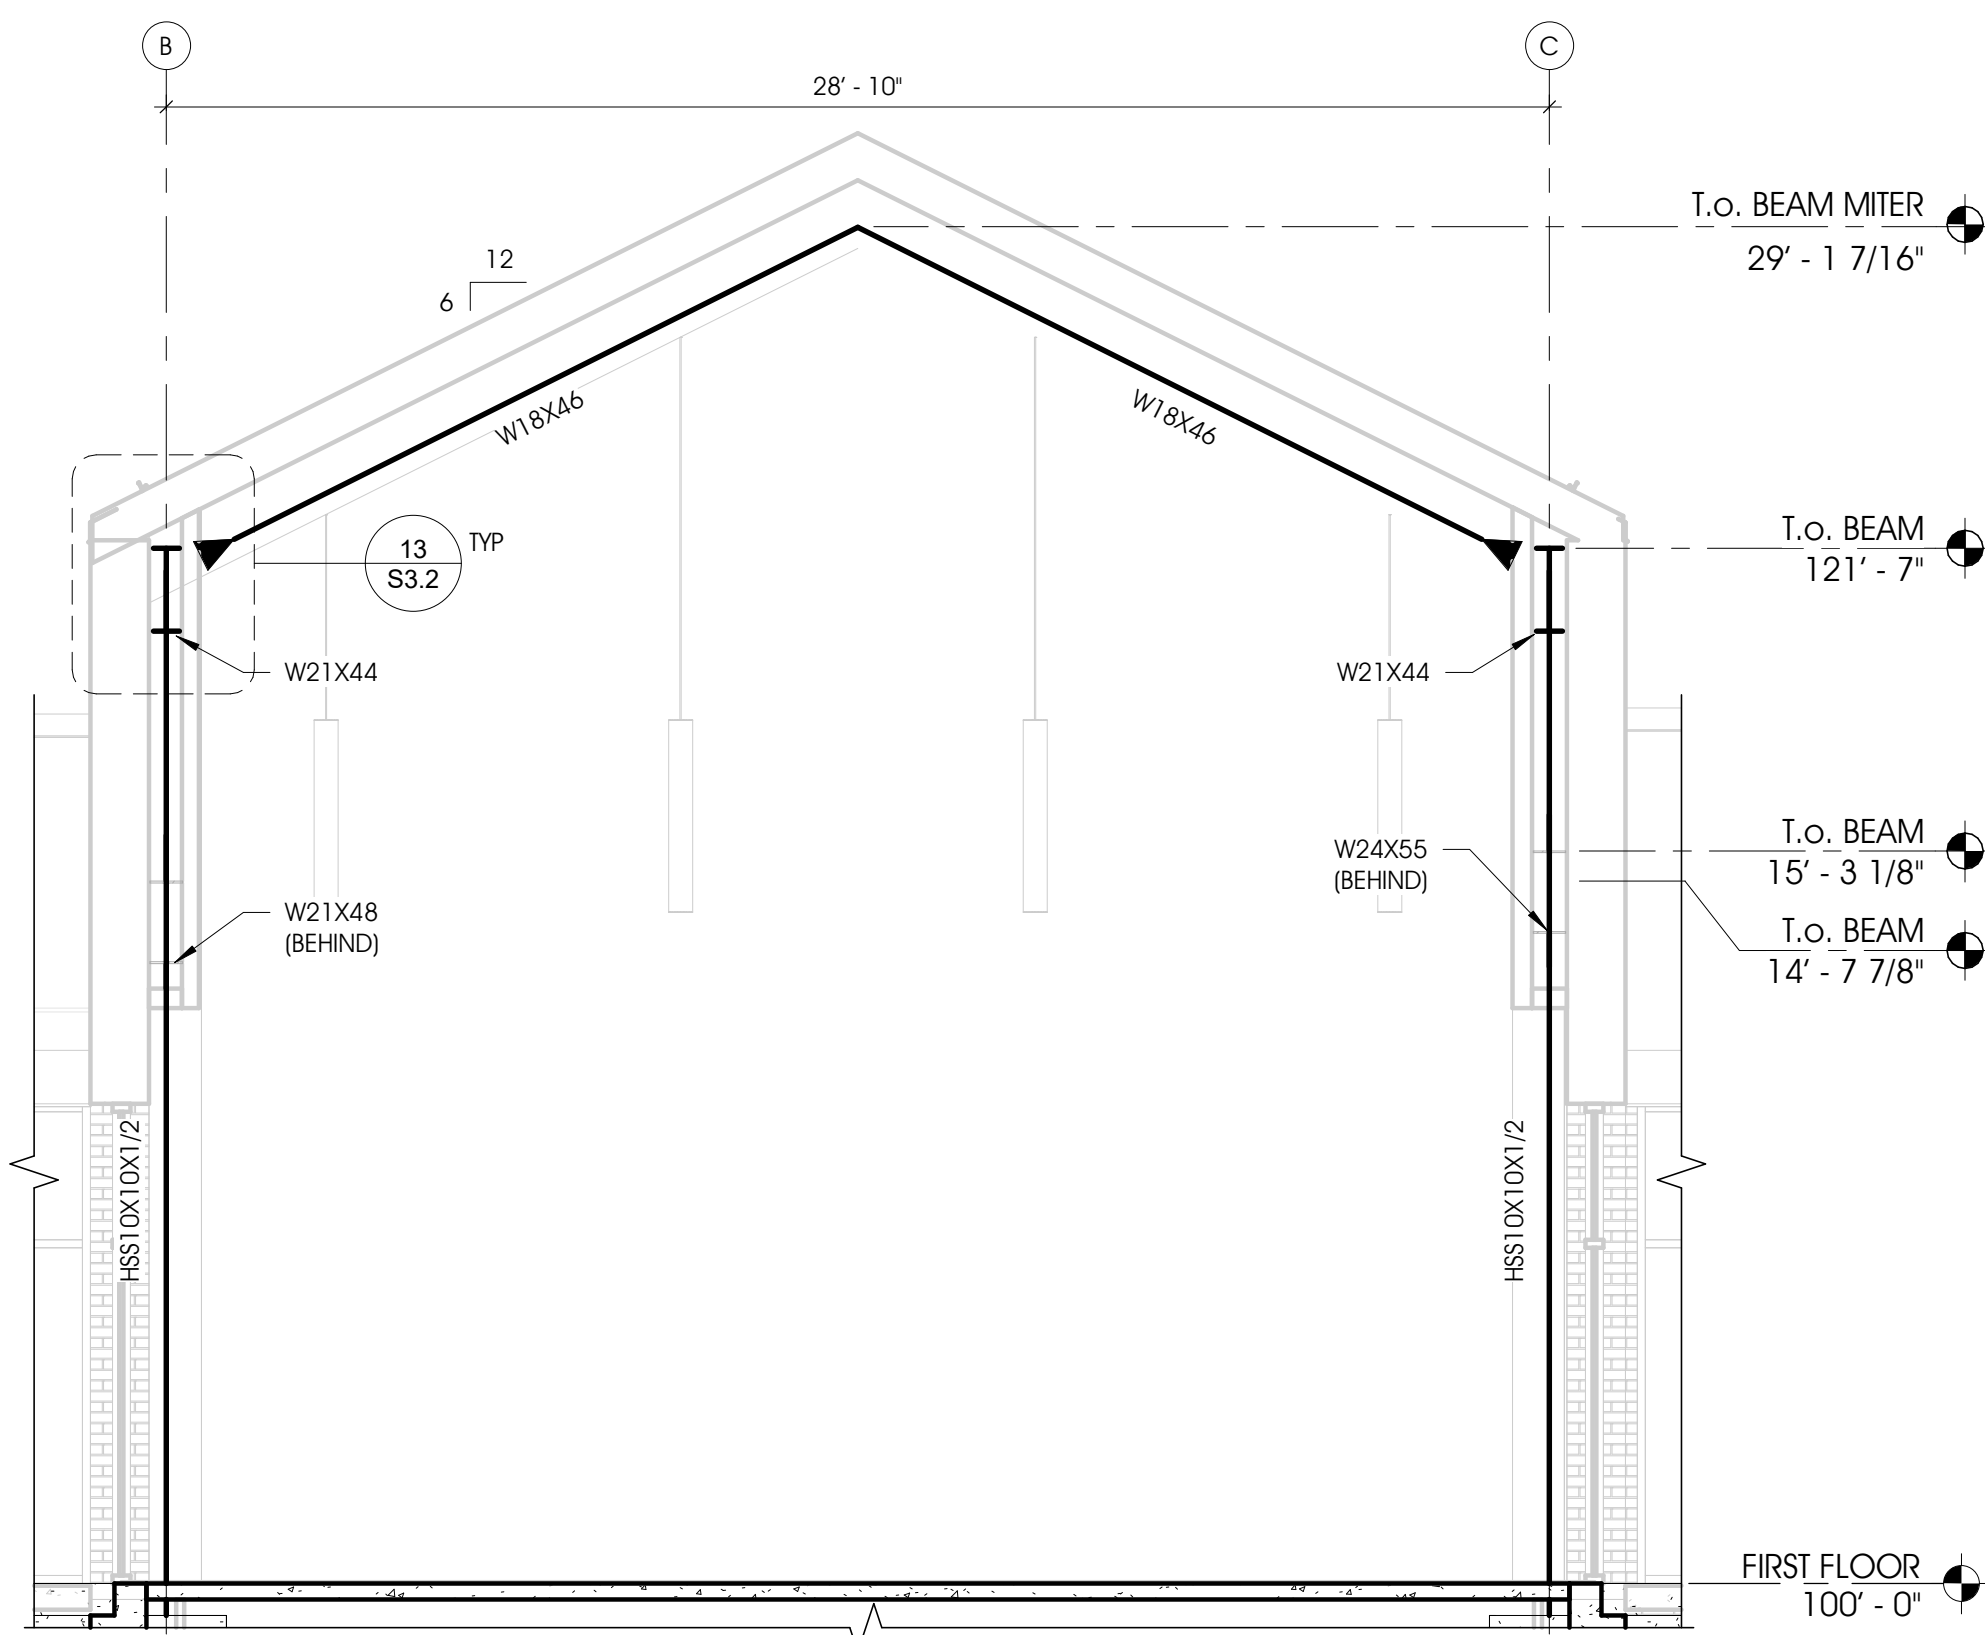 B
C
28' - 10"
T.o. BEAM MITER
29' - 1 7/16"
12
6
W18X46
W18X46
13
S3.2
TYP
T.o. BEAM
121' - 7"
W21X44
W21X44
T.o. BEAM
15' - 3 1/8"
W24X55
(BEHIND)
W21X48
(BEHIND)
T.o. BEAM
14' - 7 7/8"
HSS10X10X1/2
HSS10X10X1/2
FIRST FLOOR
100' - 0"